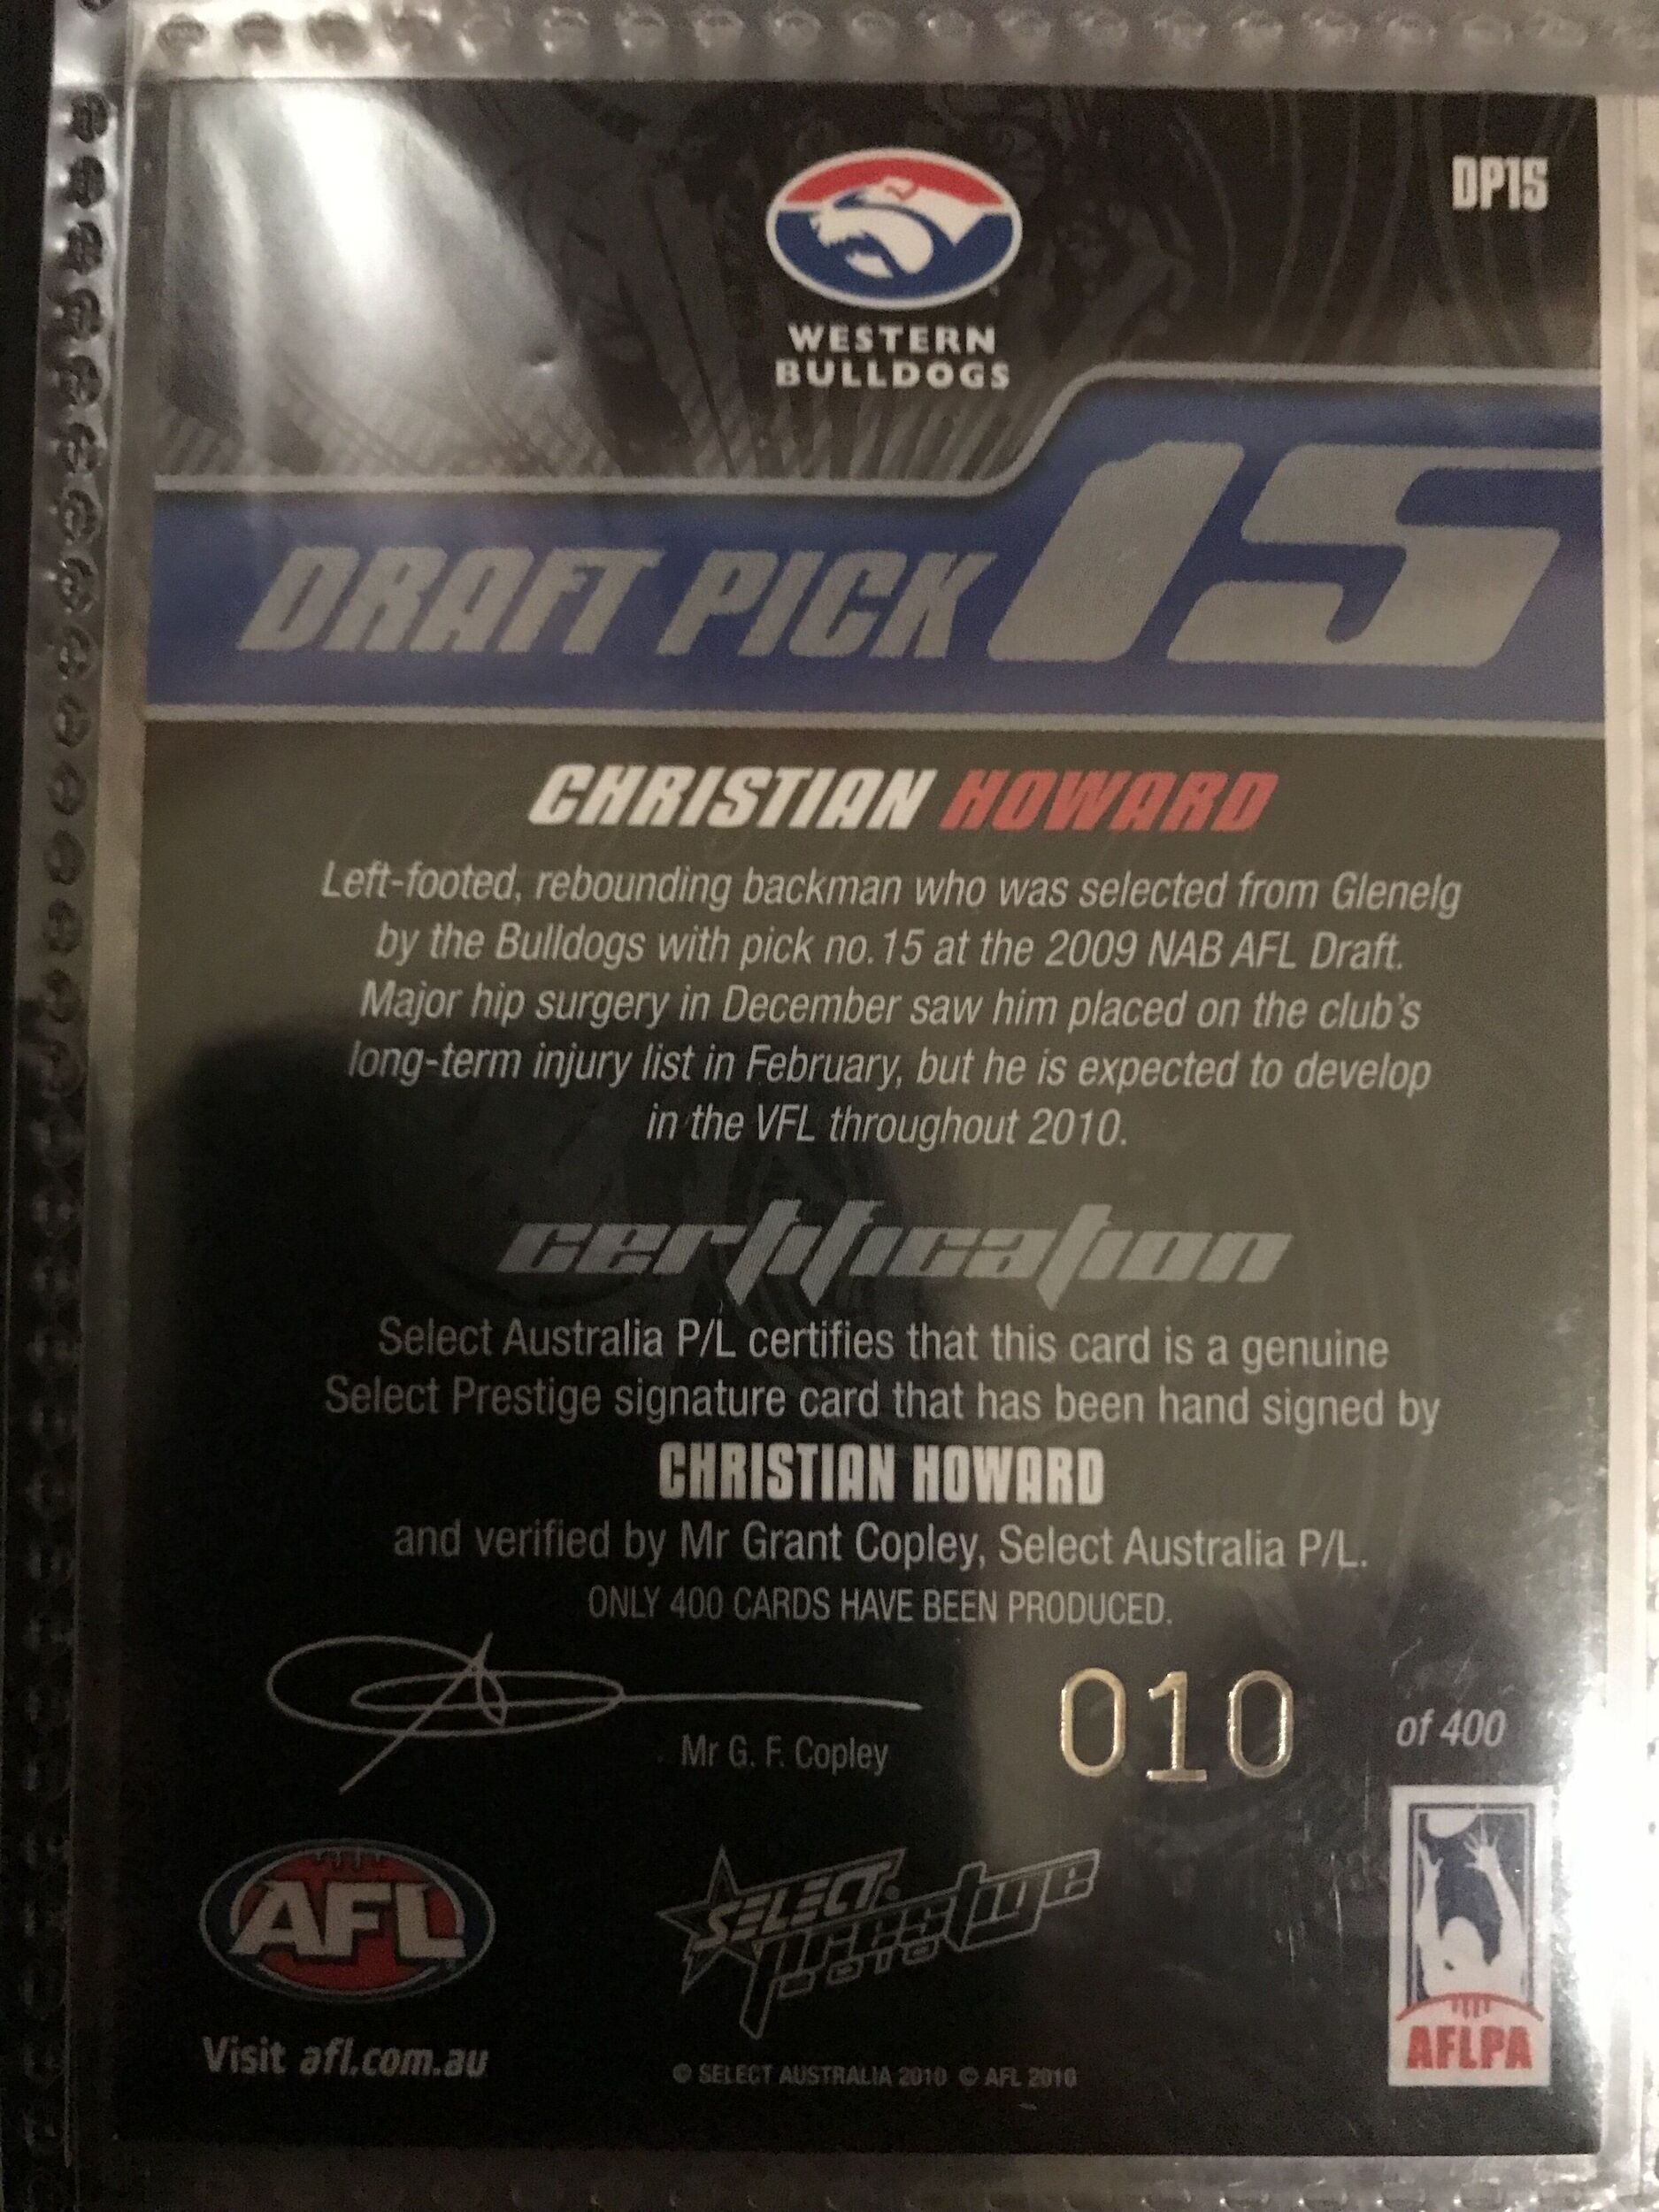 DP15
WESTERN
BULLDOGS
DRAFT PICK 15
CHRISTIAN HOWARD
Left-footed, rebounding backman who was selected from Glenelg
by the Bulldogs with pick no.15 at the 2009 NAB AFL Draft.
Major hip surgery in December saw him placed on the club's
long-term injury list in February, but he is expected to develop
in the VFL throughout 2010.
certification
Select Australia P/L certifies that this card is a genuine
Select Prestige signature card that has been hand signed by
CHRISTIAN HOWARD
and verified by Mr Grant Copley, Select Australia P/L.
ONLY 400 CARDS HAVE BEEN PRODUCED.
Mr G. F. Copley
010 of 400
AFL
SELECT
prestige
2010
AFLPA
Visit afl.com.au
© SELECT AUSTRALIA 2010 © AFL 2010